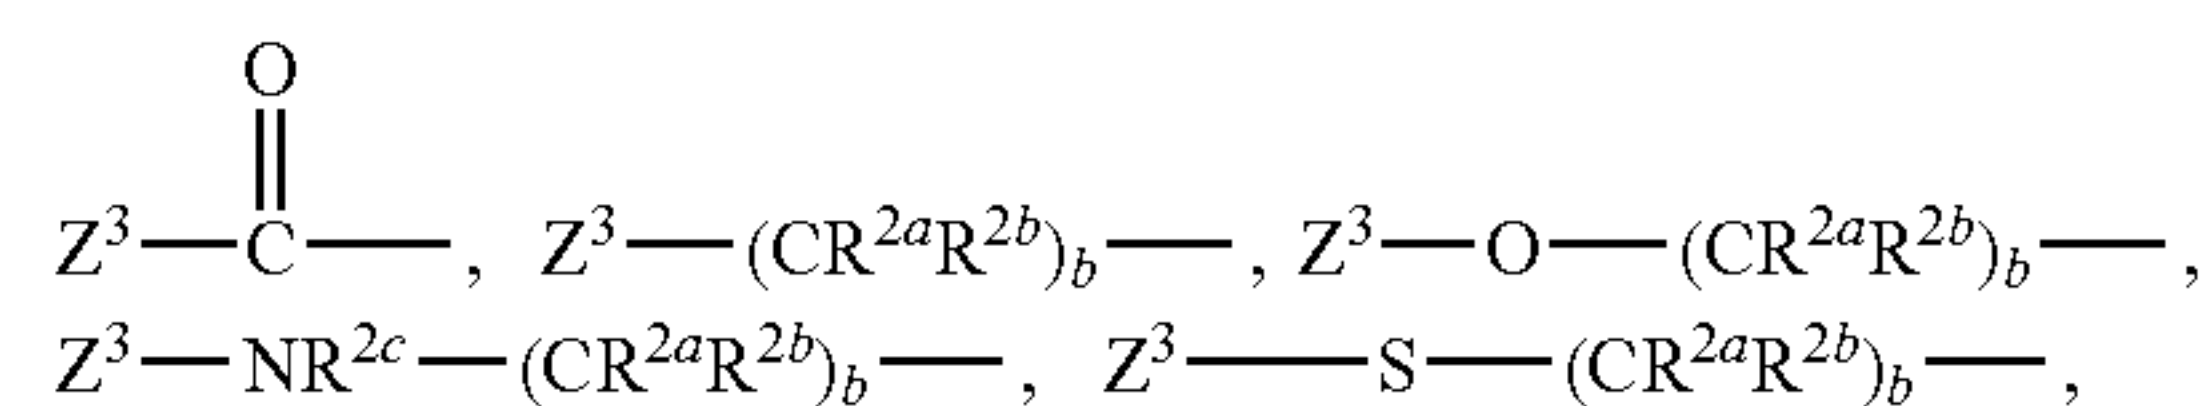 O
Z³—C—, Z³—(CR²ᵃR²ᵇ)b—, Z³—O—(CR²ᵃR²ᵇ)b—,
Z³—NR²ᶜ—(CR²ᵃR²ᵇ)b—, Z³—S—(CR²ᵃR²ᵇ)b—,